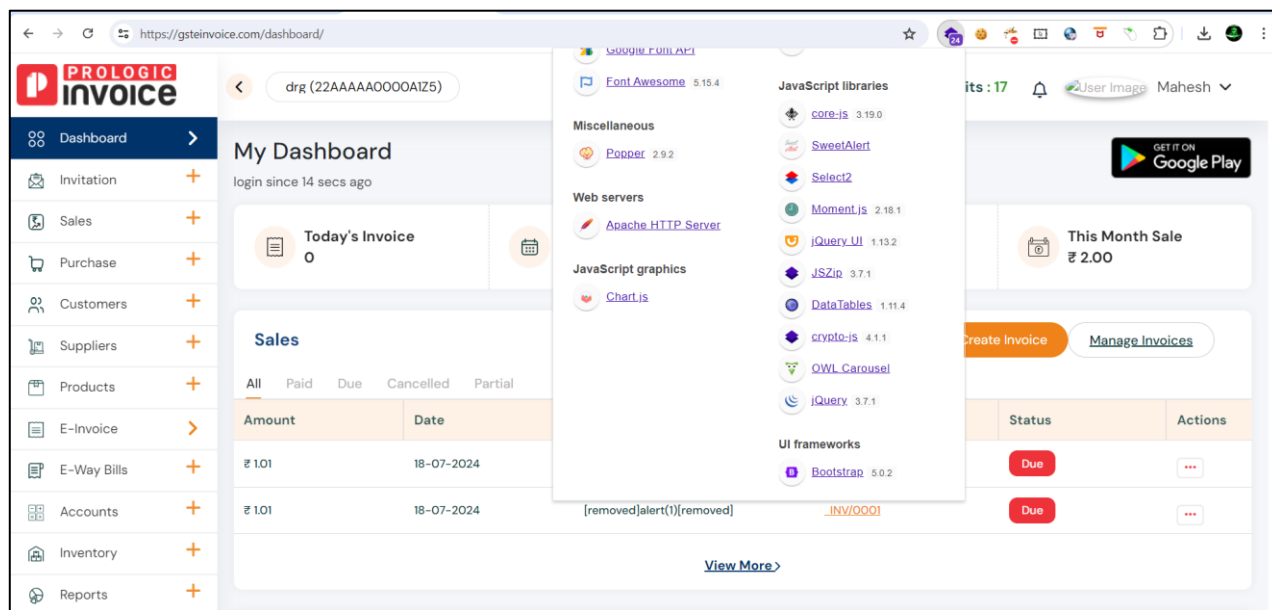 https://gsteinvoice.com/dashboard/
24
PROLOGIC
invoice
drg (22AAAAA0000A1Z5)
its : 17
User Image
Mahesh
Dashboard
Invitation
Sales
Purchase
Customers
Suppliers
Products
E-Invoice
E-Way Bills
Accounts
Inventory
Reports
My Dashboard
login since 14 secs ago
GET IT ON
Google Play
Today's Invoice
0
This Month Sale
₹ 2.00
Google Font API
Font Awesome 5.15.4
Miscellaneous
Popper 2.9.2
Web servers
Apache HTTP Server
JavaScript graphics
Chart.js
JavaScript libraries
core-js 3.19.0
SweetAlert
Select2
Moment.js 2.18.1
jQuery UI 1.13.2
JSZip 3.7.1
DataTables 1.11.4
crypto-js 4.1.1
OWL Carousel
jQuery 3.7.1
UI frameworks
Bootstrap 5.0.2
Sales
Create Invoice
Manage Invoices
All Paid Due Cancelled Partial
Amount Date Status Actions
₹ 1.01 18-07-2024 Due
₹ 1.01 18-07-2024 [removed]alert(1)[removed] INV/0001 Due
View More